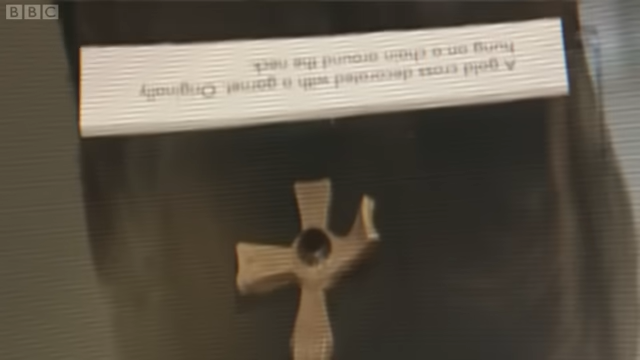 BBC
A gold cross decorated with a garnet. Originally
hung on a chain around the neck.